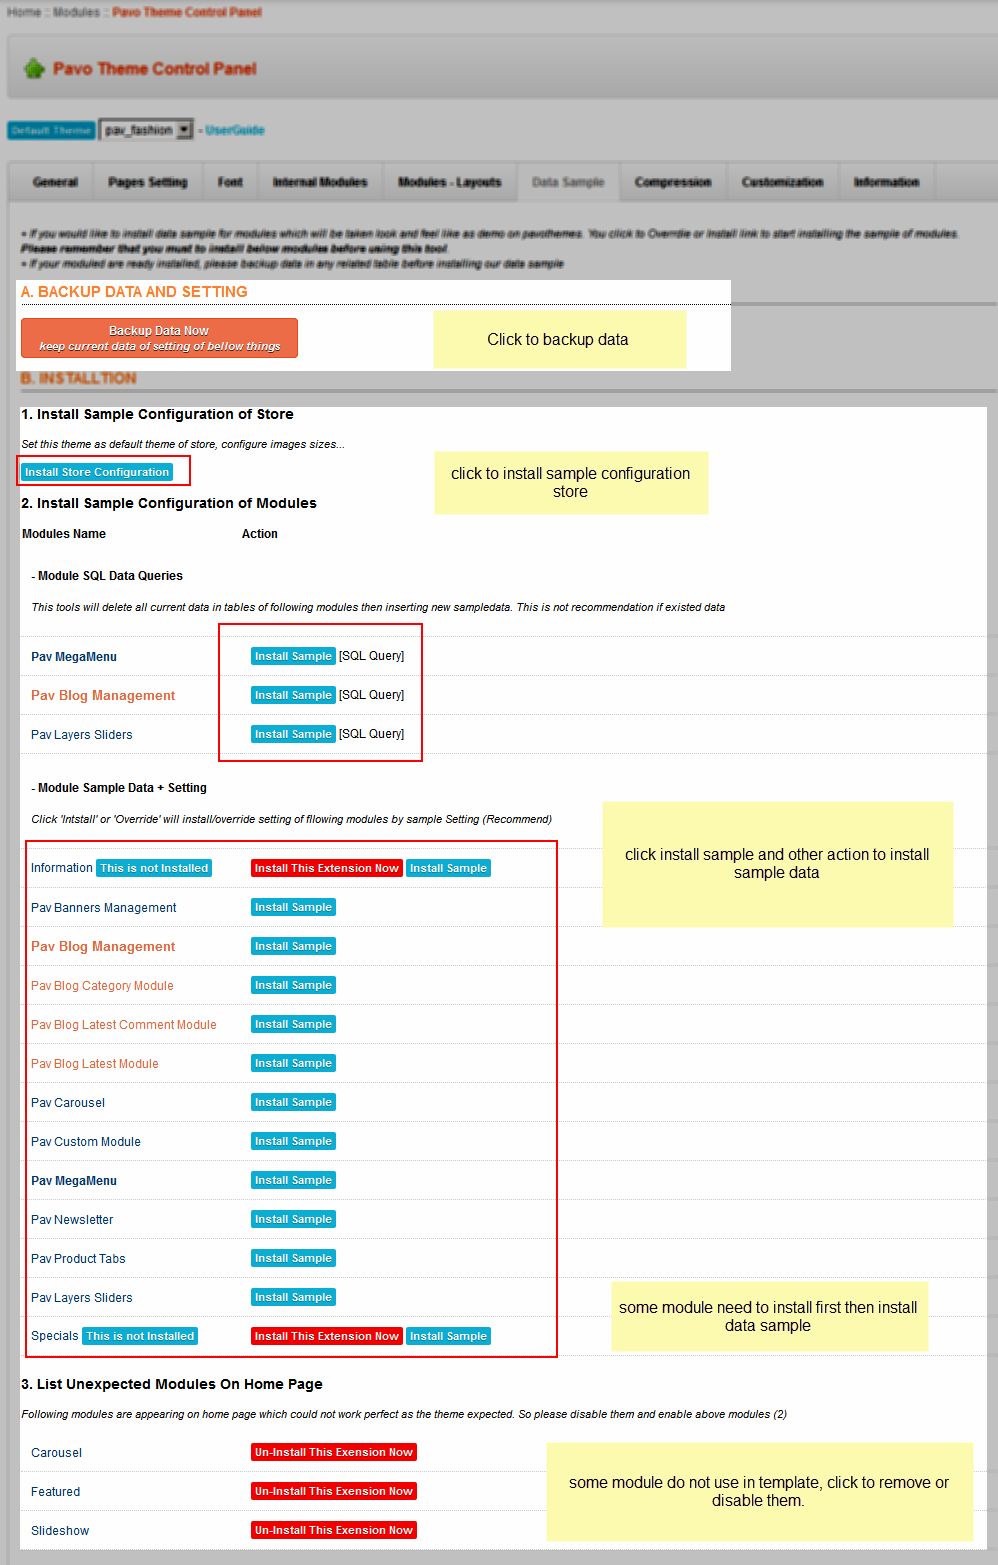 Home :: Modules :: Pavo Theme Control Panel
Pavo Theme Control Panel
Default Theme pav_fashion - UserGuide
General Pages Setting Font Internal Modules Modules - Layouts Data Sample Compression Customization Information
• If you would like to install data sample for modules which will be taken look and feel like as demo on pavothemes. You click to Overrdie or Install link to start installing the sample of modules.
Please remember that you must to install below modules before using this tool.
• If your moduled are ready installed, please backup data in any related table before installing our data sample
A. BACKUP DATA AND SETTING
Backup Data Now
keep current data of setting of bellow things
Click to backup data
B. INSTALLTION
1. Install Sample Configuration of Store
Set this theme as default theme of store, configure images sizes...
Install Store Configuration
click to install sample configuration
store
2. Install Sample Configuration of Modules
Modules Name Action
- Module SQL Data Queries
This tools will delete all current data in tables of following modules then inserting new sampledata. This is not recommendation if existed data
Pav MegaMenu Install Sample [SQL Query]
Pav Blog Management Install Sample [SQL Query]
Pav Layers Sliders Install Sample [SQL Query]
- Module Sample Data + Setting
Click 'Intstall' or 'Override' will install/override setting of fllowing modules by sample Setting (Recommend)
click install sample and other action to install
sample data
Information This is not Installed Install This Extension Now Install Sample
Pav Banners Management Install Sample
Pav Blog Management Install Sample
Pav Blog Category Module Install Sample
Pav Blog Latest Comment Module Install Sample
Pav Blog Latest Module Install Sample
Pav Carousel Install Sample
Pav Custom Module Install Sample
Pav MegaMenu Install Sample
Pav Newsletter Install Sample
Pav Product Tabs Install Sample
Pav Layers Sliders Install Sample
some module need to install first then install
data sample
Specials This is not Installed Install This Extension Now Install Sample
3. List Unexpected Modules On Home Page
Following modules are appearing on home page which could not work perfect as the theme expected. So please disable them and enable above modules (2)
Carousel Un-Install This Exension Now
Featured Un-Install This Exension Now
some module do not use in template, click to remove or
disable them.
Slideshow Un-Install This Exension Now